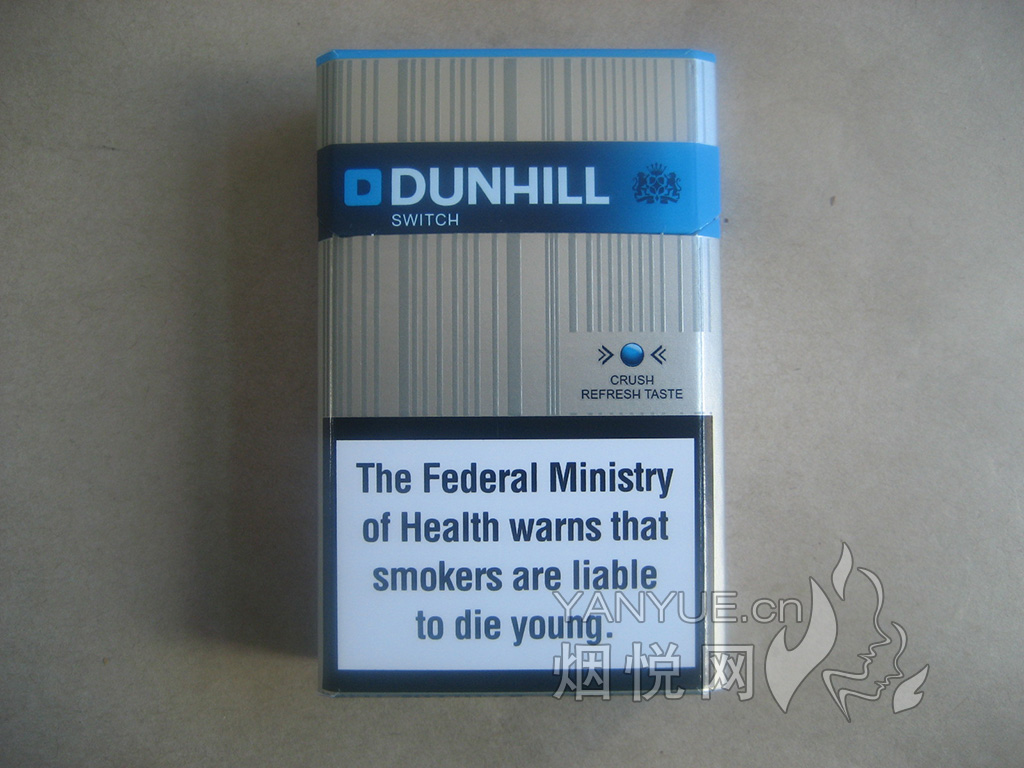 D DUNHILL
SWITCH
CRUSH
REFRESH TASTE
The Federal Ministry
of Health warns that
smokers are liable
to die young.
YANYUE.cn
烟悦网